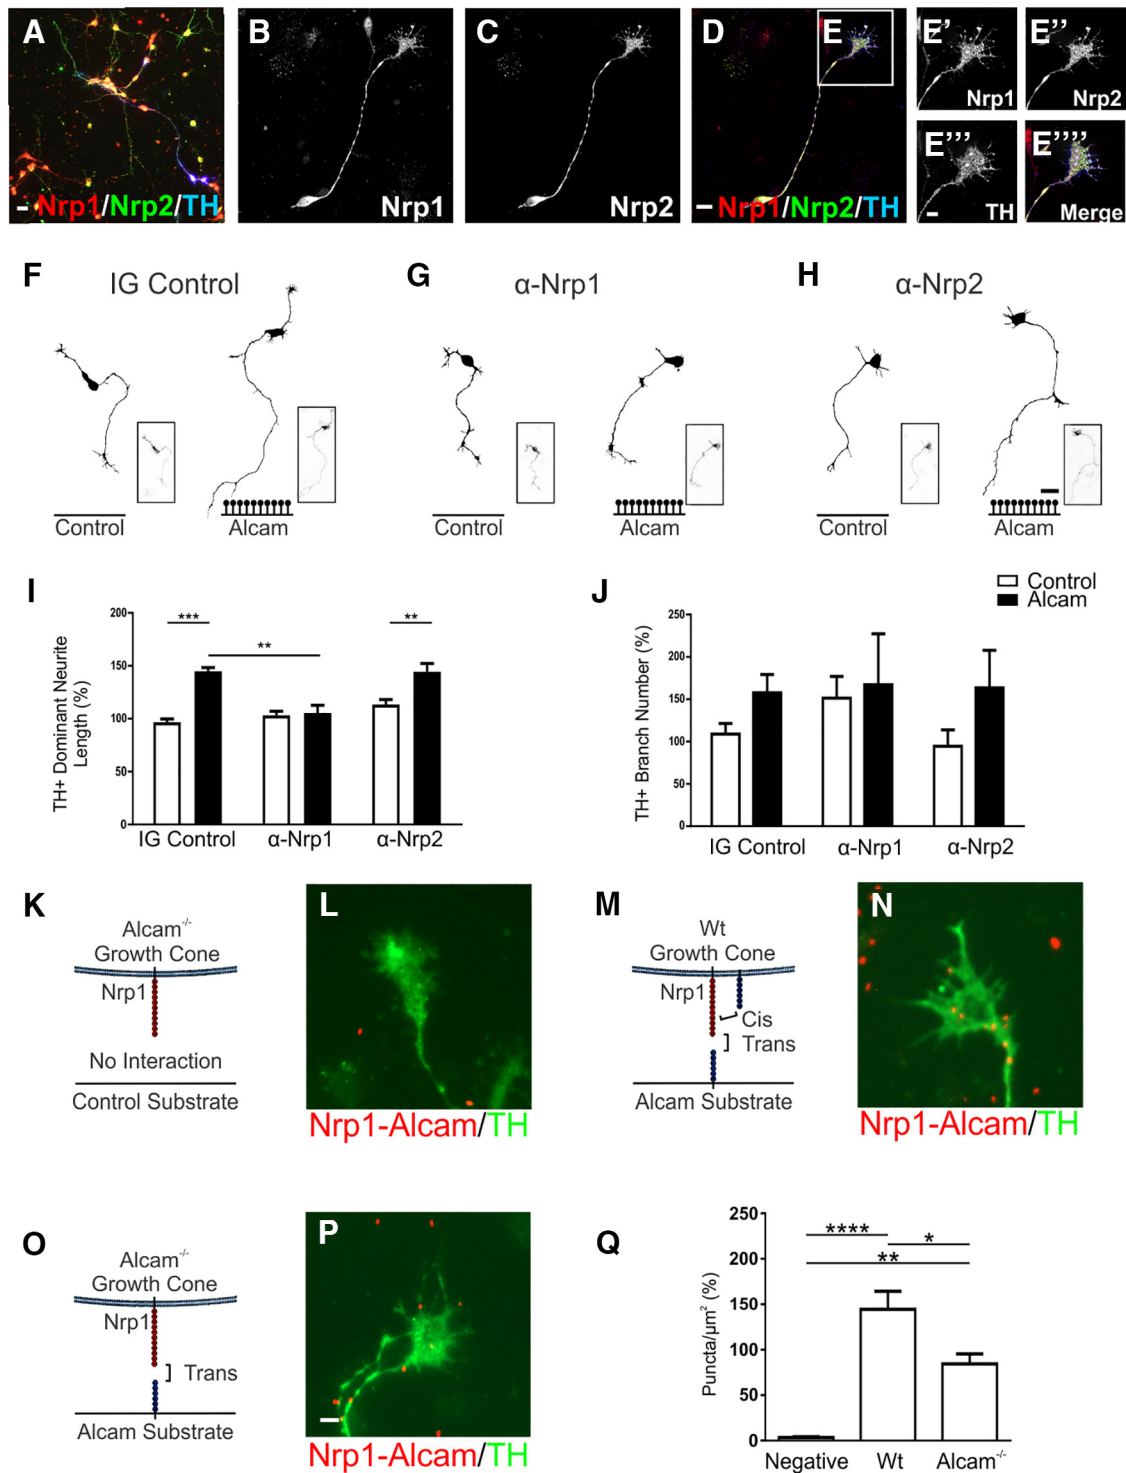 A
Nrp1/Nrp2/TH
B
Nrp1
C
Nrp2
D
E
Nrp1/Nrp2/TH
E'
Nrp1
E''
Nrp2
E'''
TH
E''''
Merge
F
IG Control
Control
Alcam
G
α-Nrp1
Control
Alcam
H
α-Nrp2
Control
Alcam
I
TH+ Dominant Neurite
Length (%)
200
150
100
50
0
***
**
**
IG Control
α-Nrp1
α-Nrp2
J
Control
Alcam
TH+ Branch Number (%)
250
200
150
100
50
0
IG Control
α-Nrp1
α-Nrp2
K
Alcam-/-
Growth Cone
Nrp1
No Interaction
Control Substrate
L
Nrp1-Alcam/TH
M
Wt
Growth Cone
Nrp1
Cis
Trans
Alcam Substrate
N
Nrp1-Alcam/TH
O
Alcam-/-
Growth Cone
Nrp1
Trans
Alcam Substrate
P
Nrp1-Alcam/TH
Q
Puncta/μm² (%)
250
200
150
100
50
0
****
*
**
Negative
Wt
Alcam-/-